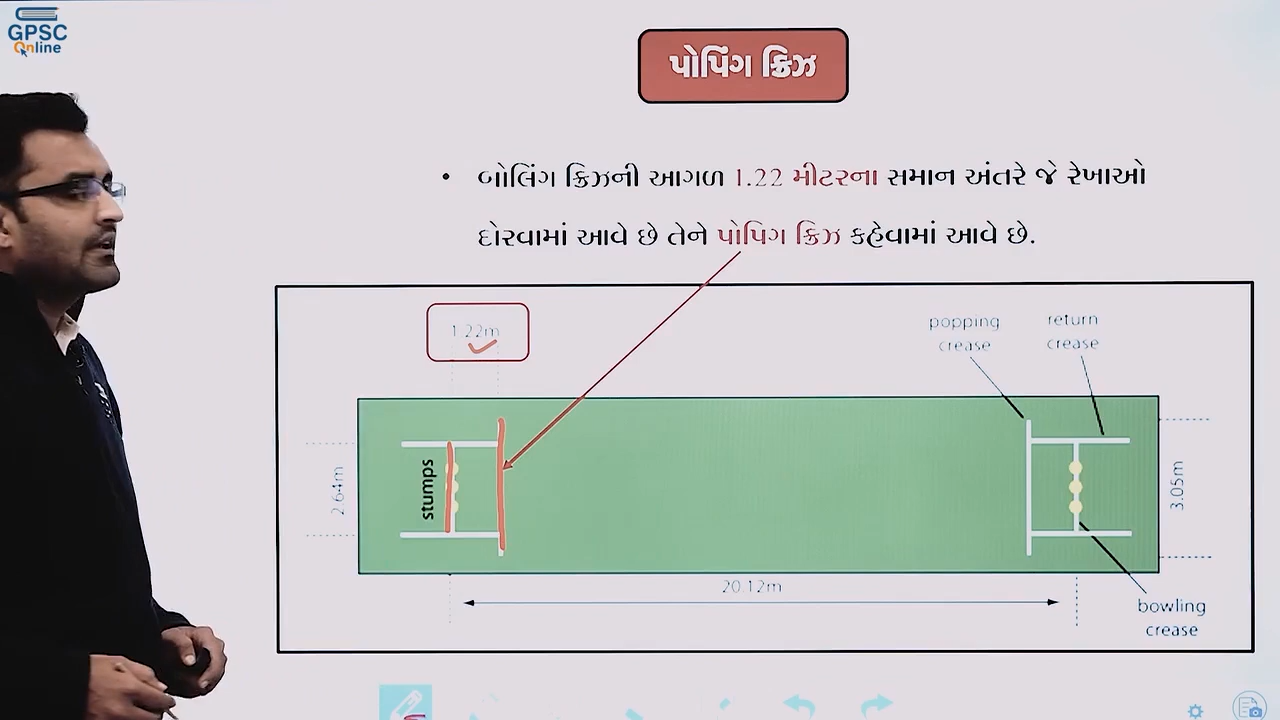 GPSC
Online
પોપિંગ ક્રિઝ
• બોલિંગ ક્રિઝની આગળ 1.22 મીટરના સમાન અંતરે જે રેખાઓ
દોરવામાં આવે છે તેને પોપિગ ક્રિઝ કહેવામાં આવે છે.
1.22m
popping
crease
return
crease
stumps
2.64m
3.05m
20.12m
bowling
crease